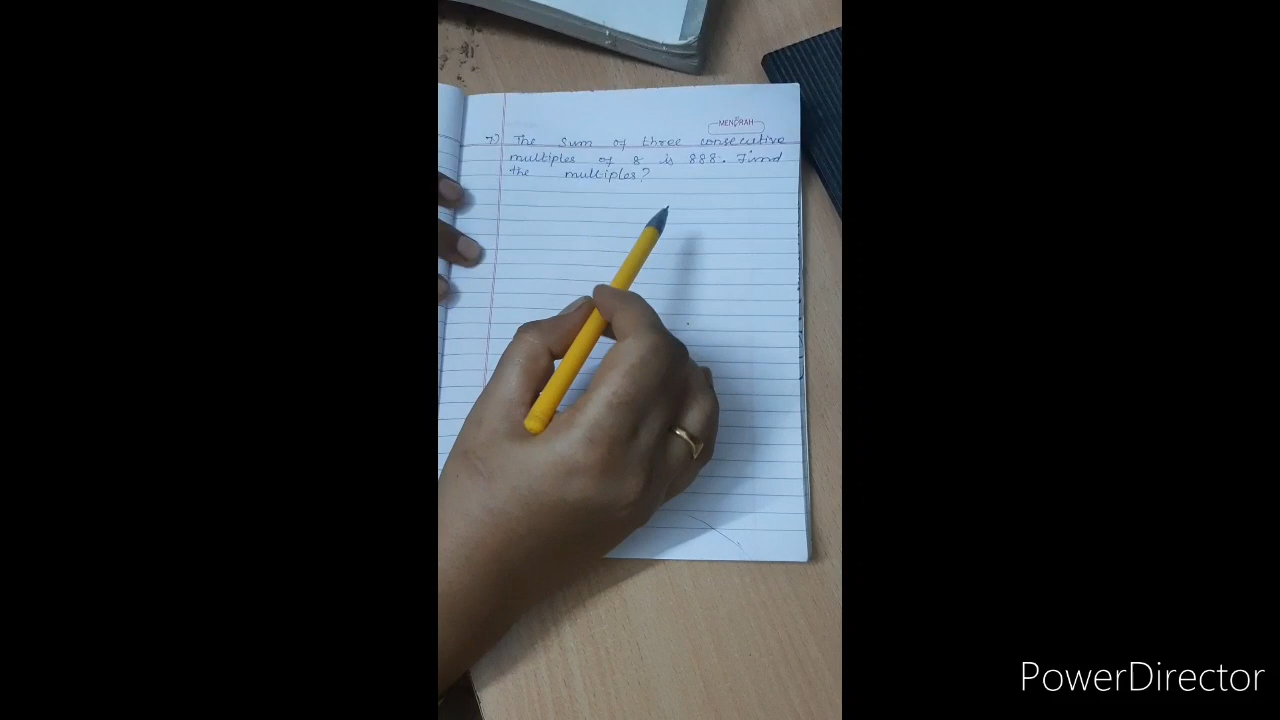 MENORAH
7) The sum of three consecutive
multiples of 8 is 888. Find
the multiples?
PowerDirector